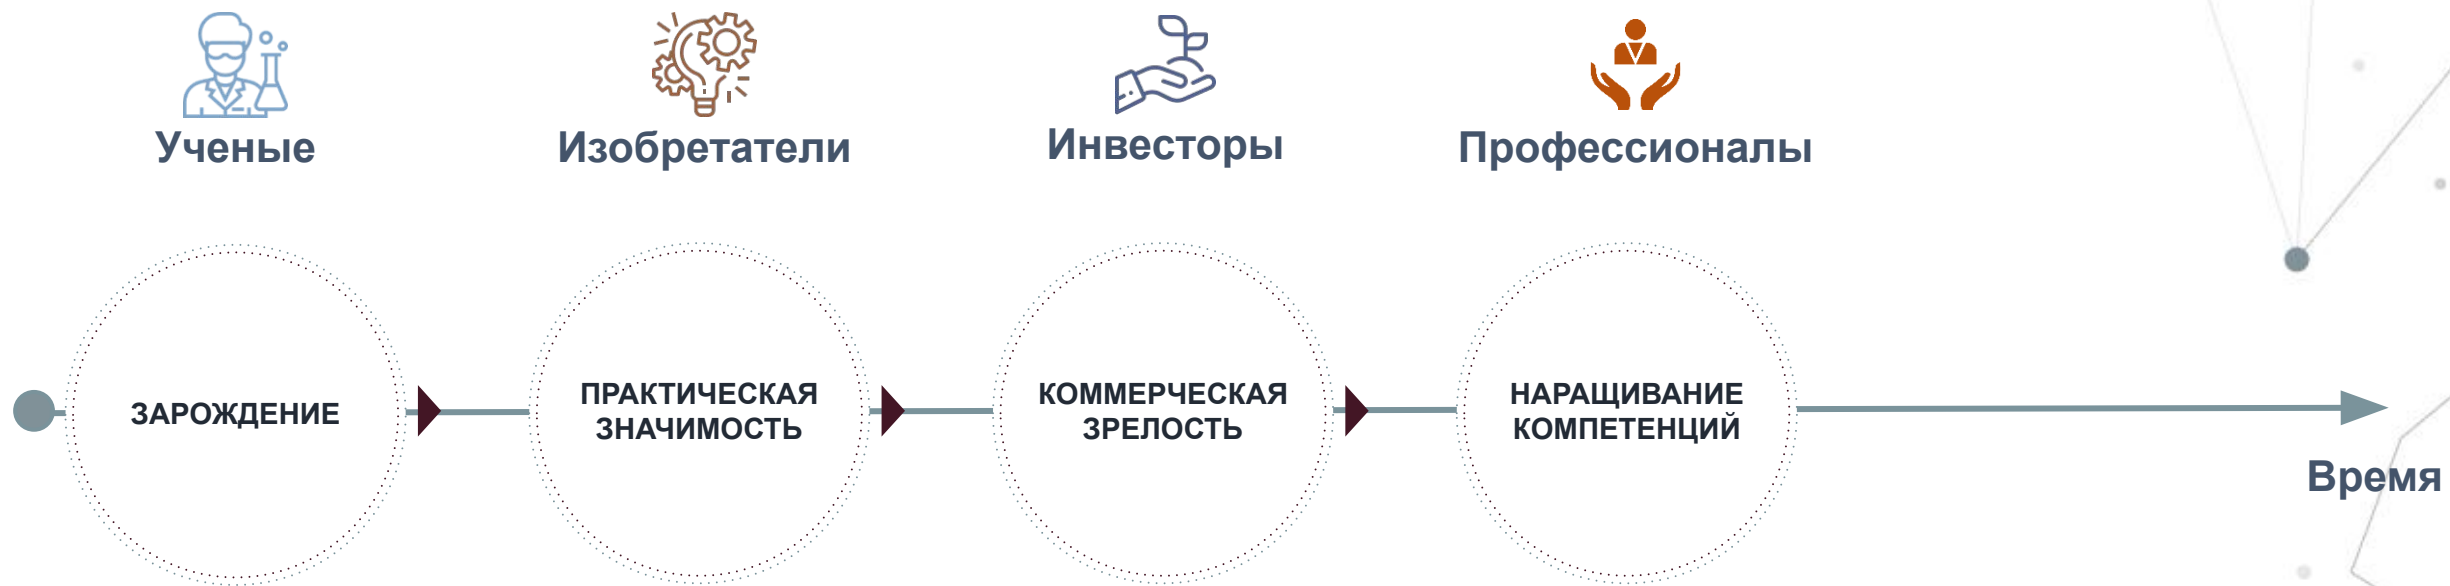 Ученые
Изобретатели
Инвесторы
Профессионалы
ЗАРОЖДЕНИЕ
ПРАКТИЧЕСКАЯ
ЗНАЧИМОСТЬ
КОММЕРЧЕСКАЯ
ЗРЕЛОСТЬ
НАРАЩИВАНИЕ
КОМПЕТЕНЦИЙ
Время